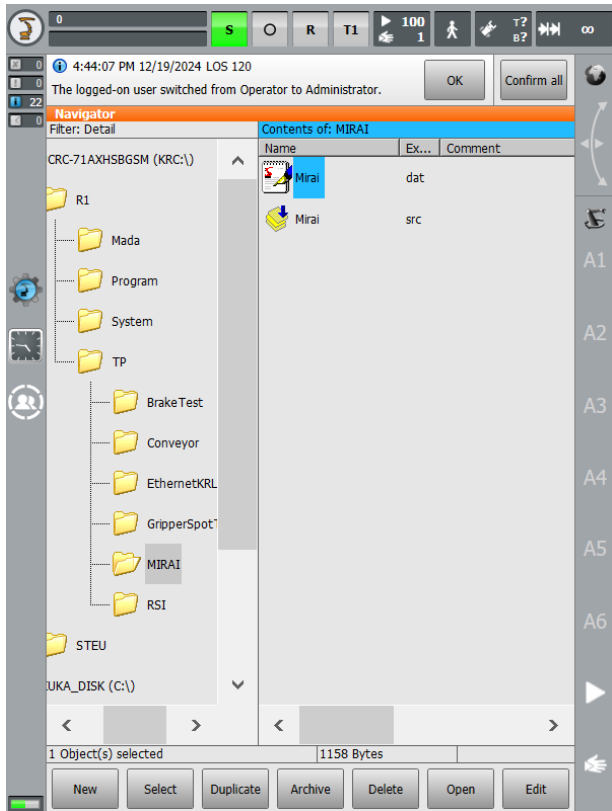 0
S
O
R
T1
100
1
T?
B?
∞
0
0
22
0
4:44:07 PM 12/19/2024 LOS 120
The logged-on user switched from Operator to Administrator.
OK
Confirm all
Navigator
Filter: Detail
Contents of: MIRAI
Name
Ex...
Comment
CRC-71AXHSBGSM (KRC:\)
R1
Mada
Program
System
TP
BrakeTest
Conveyor
EthernetKRL
GripperSpotT
MIRAI
RSI
STEU
KUKA_DISK (C:\)
Mirai dat
Mirai src
A1
A2
A3
A4
A5
A6
1 Object(s) selected
1158 Bytes
New
Select
Duplicate
Archive
Delete
Open
Edit